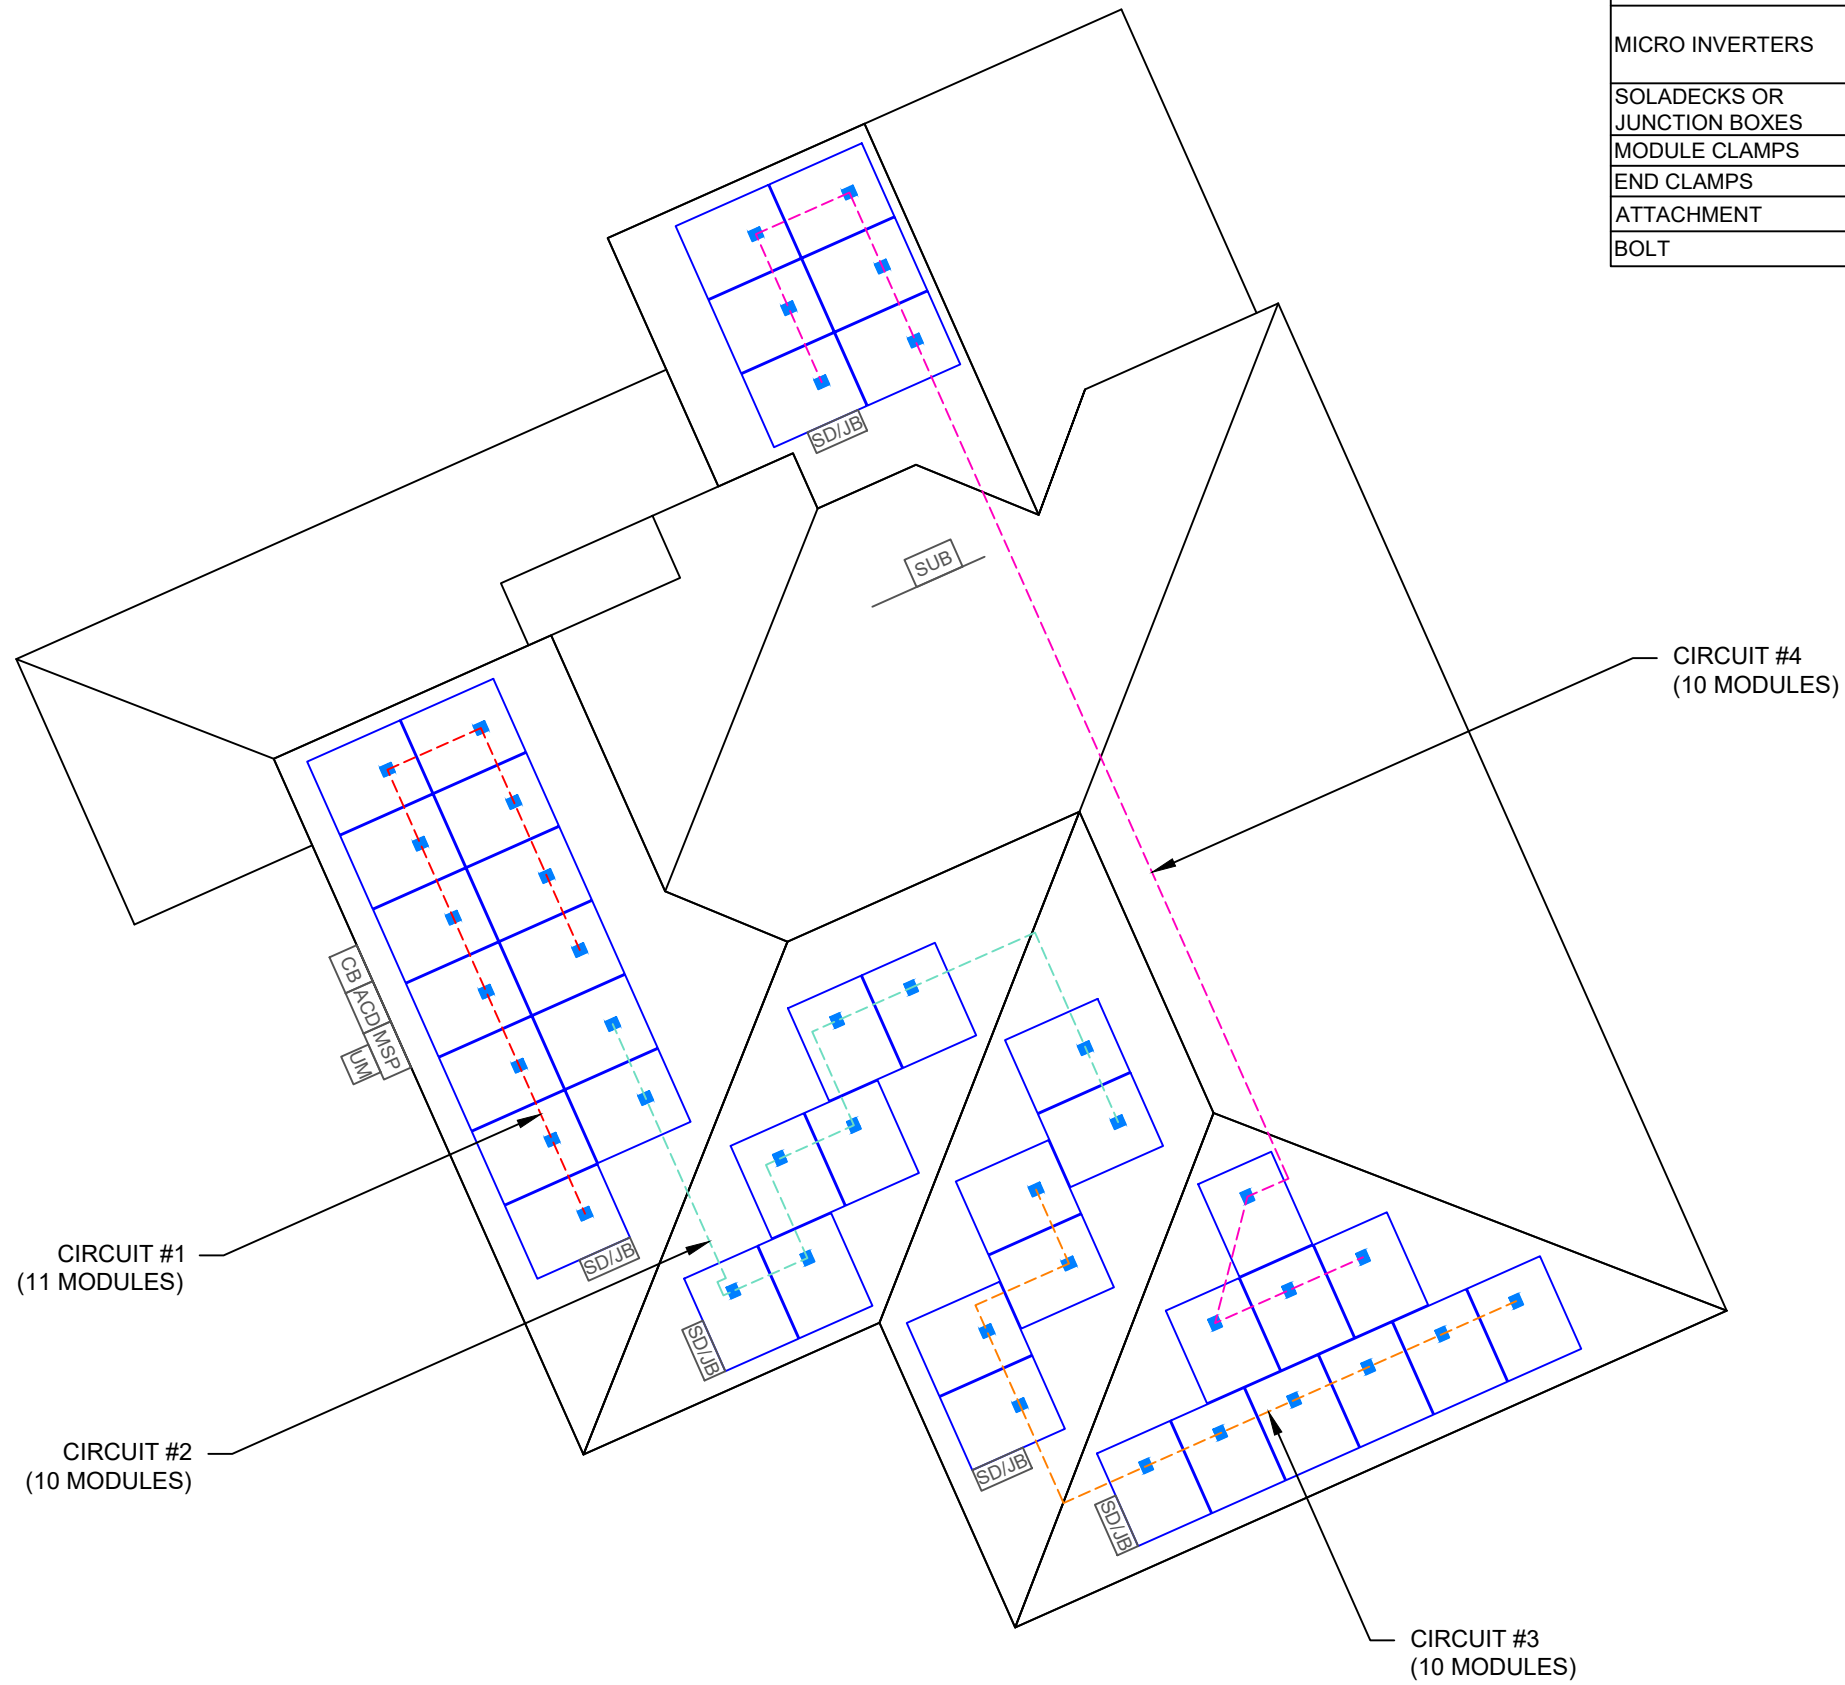 MICRO INVERTERS
SOLADECKS OR
JUNCTION BOXES
MODULE CLAMPS
END CLAMPS
ATTACHMENT
BOLT
SD/JB
SUB
CIRCUIT #4
(10 MODULES)
CB
ACD
MSP
UM
CIRCUIT #1
(11 MODULES)
SD/JB
SD/JB
CIRCUIT #2
(10 MODULES)
SD/JB
SD/JB
CIRCUIT #3
(10 MODULES)